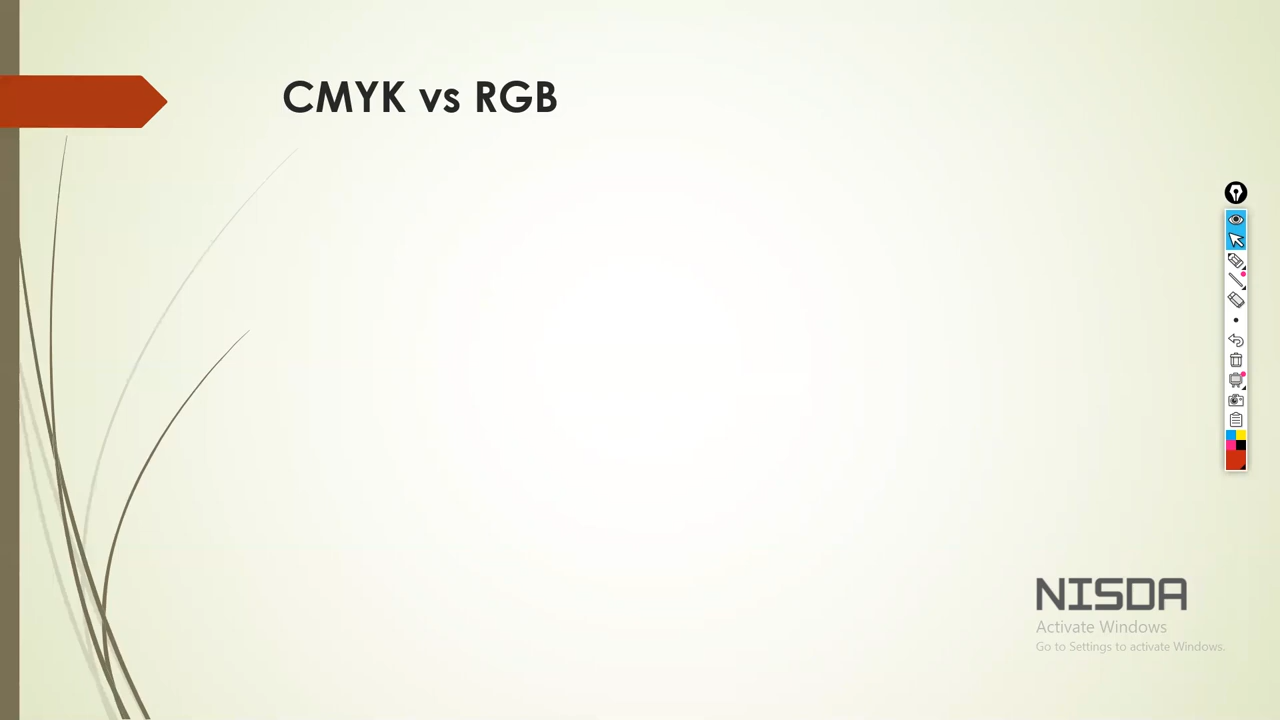 CMYK vs RGB
NISDA
Activate Windows
Go to Settings to activate Windows.